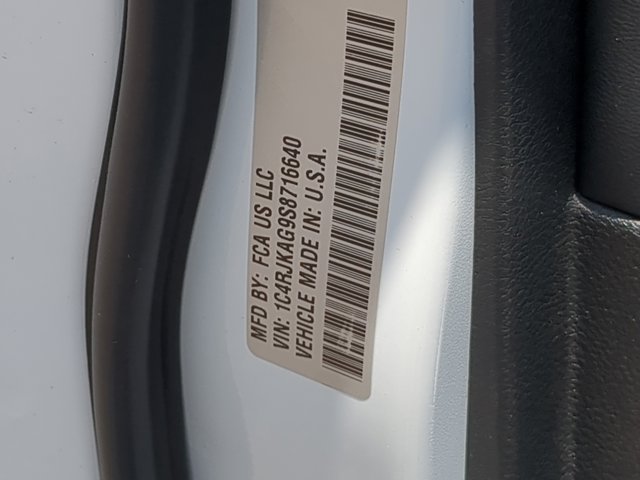 MFD BY: FCA US LLC
VIN: 1C4RJKAG9S8716640
VEHICLE MADE IN: U.S.A.